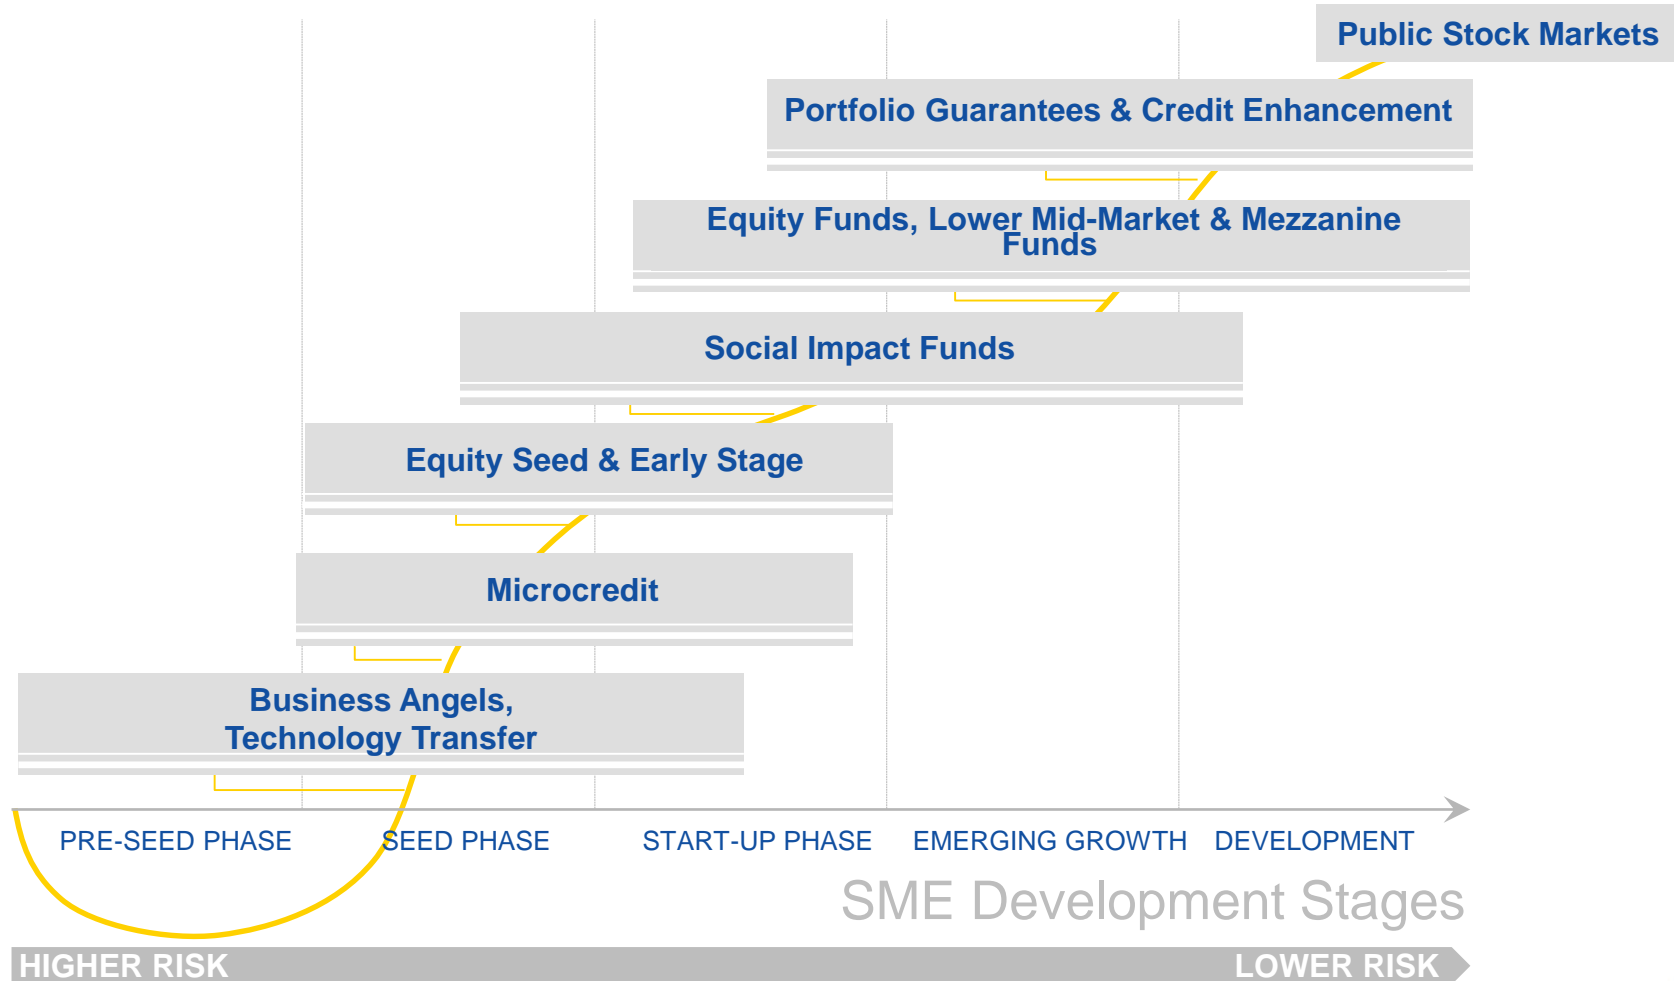 Public Stock Markets
Portfolio Guarantees & Credit Enhancement
Equity Funds, Lower Mid-Market & Mezzanine
Funds
Social Impact Funds
Equity Seed & Early Stage
Microcredit
Business Angels,
Technology Transfer
PRE-SEED PHASE SEED PHASE START-UP PHASE EMERGING GROWTH DEVELOPMENT
SME Development Stages
HIGHER RISK LOWER RISK